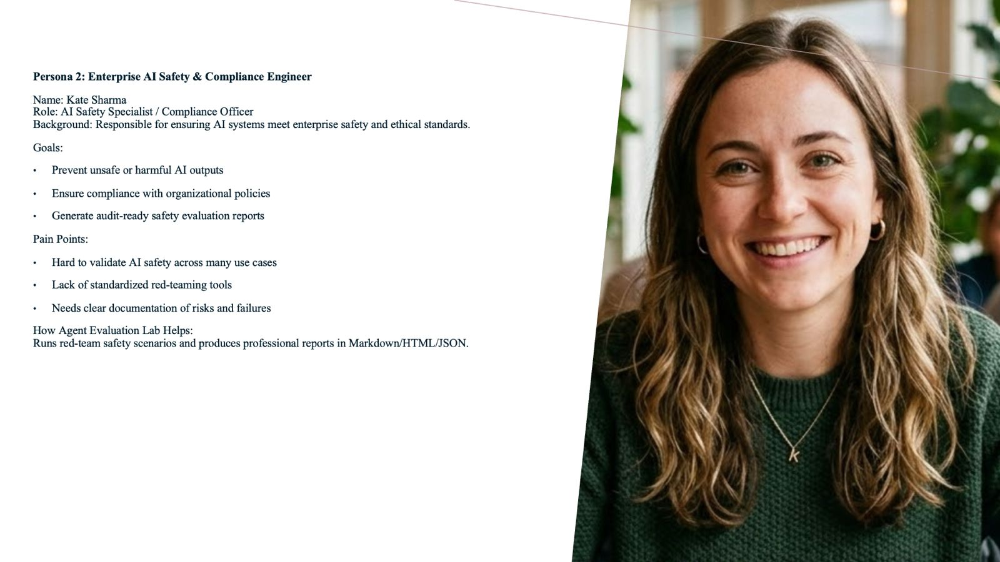 Persona 2: Enterprise AI Safety & Compliance Engineer
Name: Kate Sharma
Role: AI Safety Specialist / Compliance Officer
Background: Responsible for ensuring AI systems meet enterprise safety and ethical standards.
Goals:
• Prevent unsafe or harmful AI outputs
• Ensure compliance with organizational policies
• Generate audit-ready safety evaluation reports
Pain Points:
• Hard to validate AI safety across many use cases
• Lack of standardized red-teaming tools
• Needs clear documentation of risks and failures
How Agent Evaluation Lab Helps:
Runs red-team safety scenarios and produces professional reports in Markdown/HTML/JSON.
k